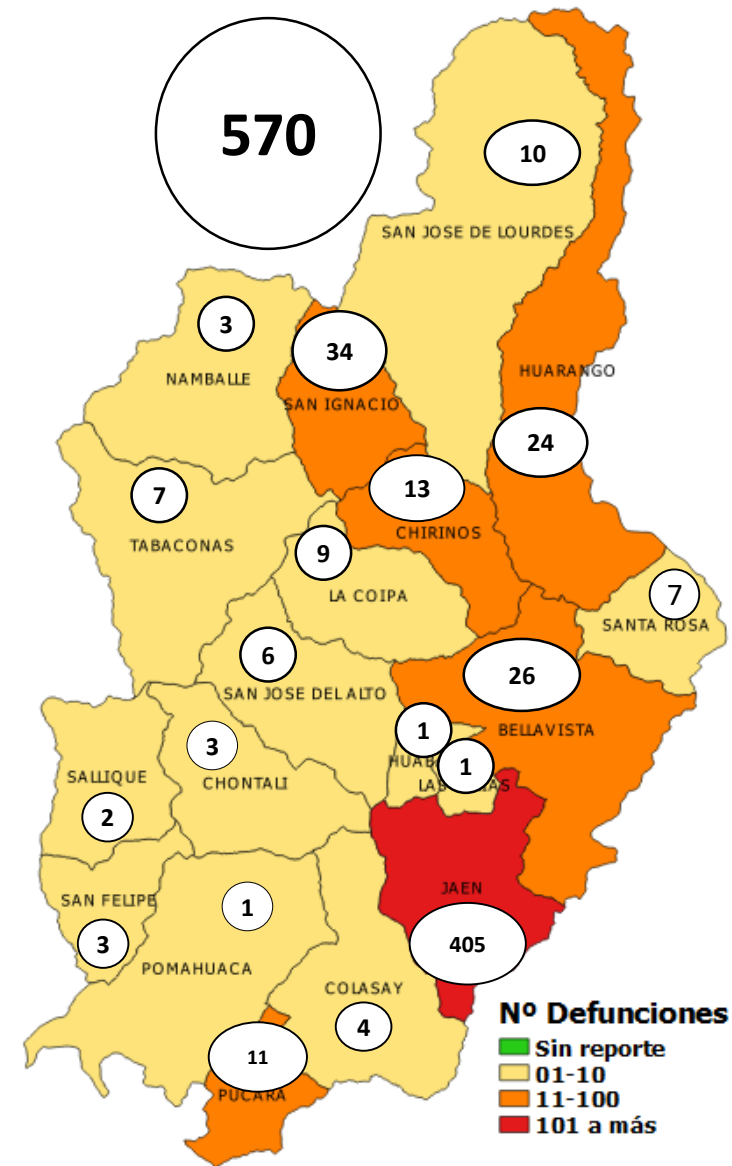 570
10
SAN JOSE DE LOURDES
3
NAMBALLE
34
SAN IGNACIO
HUARANGO
24
7
TABACONAS
13
CHIRINOS
9
LA COIPA
7
SANTA ROSA
6
SAN JOSE DEL ALTO
26
BELLAVISTA
1
1
3
CHONTALI
SALLIQUE
2
JAEN
405
SAN FELIPE
3
1
POMAHUACA
COLASAY
4
11
PUCARA
Nº Defunciones
Sin reporte
01-10
11-100
101 a más